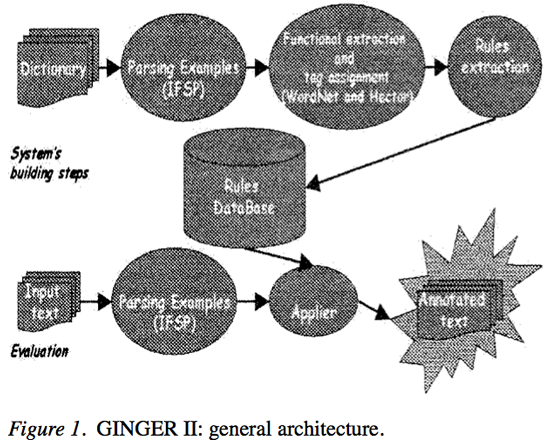 Dictionary
Parsing Examples
(IFSP)
Functional extraction
and
tag assignment
(WordNet and Hector)
Rules
extraction
System's
building steps
Rules
DataBase
Input
text
Parsing Examples
(IFSP)
Applier
Annotated
text
Evaluation
Figure 1. GINGER II: general architecture.